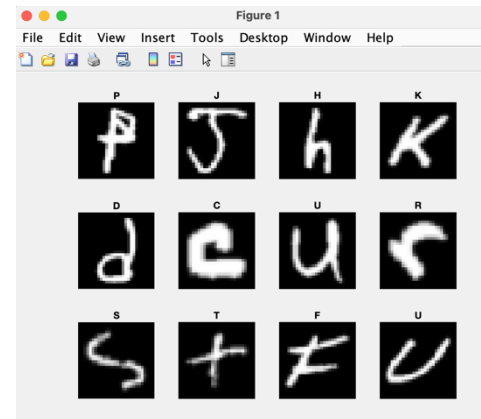 Figure 1
File Edit View Insert Tools Desktop Window Help
P J H K
P J h K
D C U R
d C U r
S T F U
S t F U